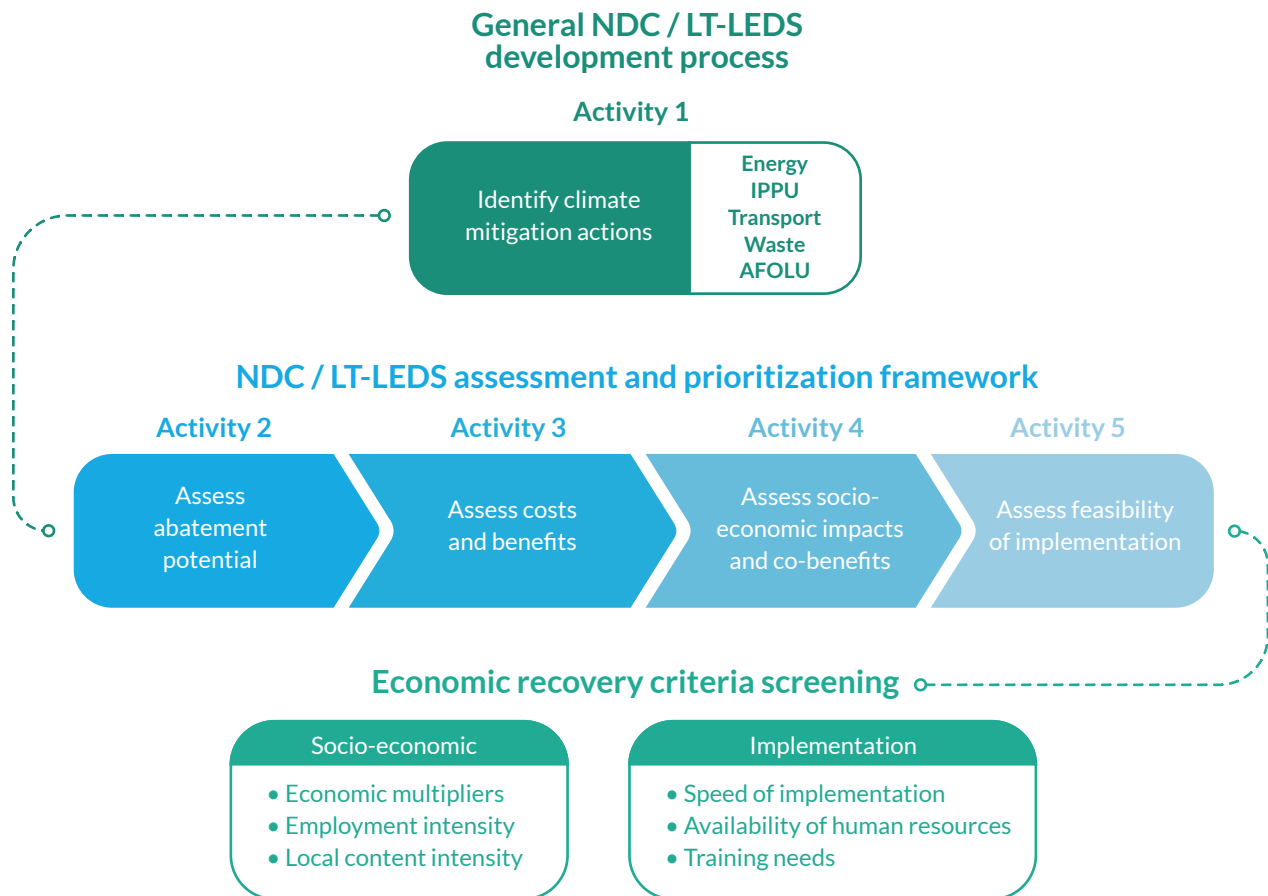 General NDC / LT-LEDS
development process
Activity 1
Identify climate
mitigation actions
Energy
IPPU
Transport
Waste
AFOLU
NDC / LT-LEDS assessment and prioritization framework
Activity 2
Assess
abatement
potential
Activity 3
Assess costs
and benefits
Activity 4
Assess socio-
economic impacts
and co-benefits
Activity 5
Assess feasibility
of implementation
Economic recovery criteria screening
Socio-economic
• Economic multipliers
• Employment intensity
• Local content intensity
Implementation
• Speed of implementation
• Availability of human resources
• Training needs